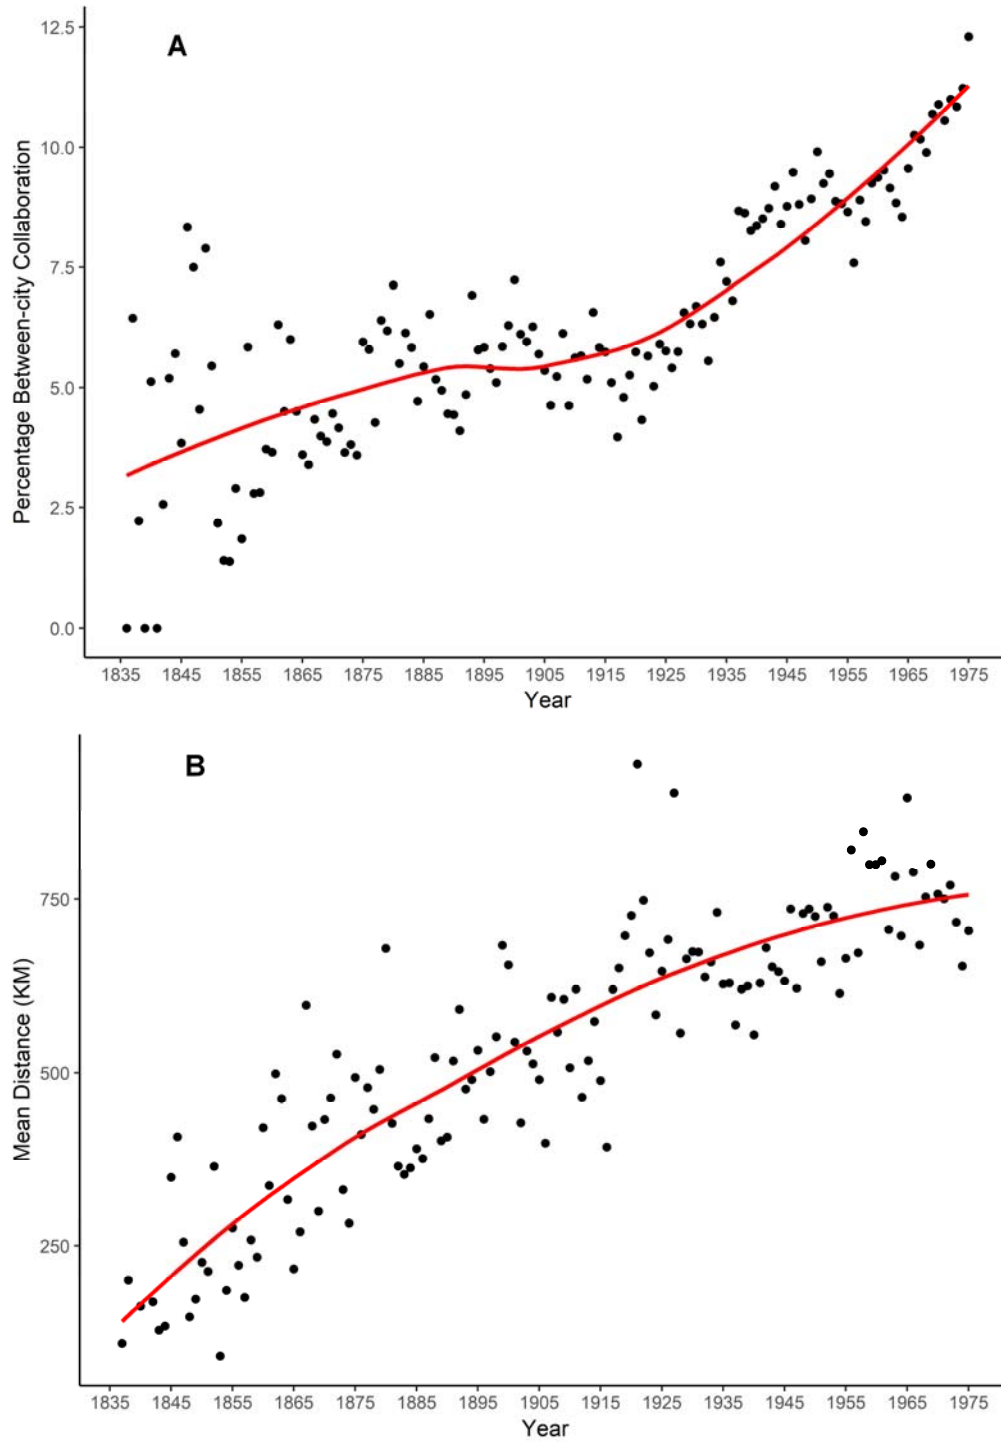 A
12.5
10.0
7.5
5.0
2.5
0.0
Percentage Between-city Collaboration
1835 1845 1855 1865 1875 1885 1895 1905 1915 1925 1935 1945 1955 1965 1975
Year
B
750
500
250
Mean Distance (KM)
1835 1845 1855 1865 1875 1885 1895 1905 1915 1925 1935 1945 1955 1965 1975
Year